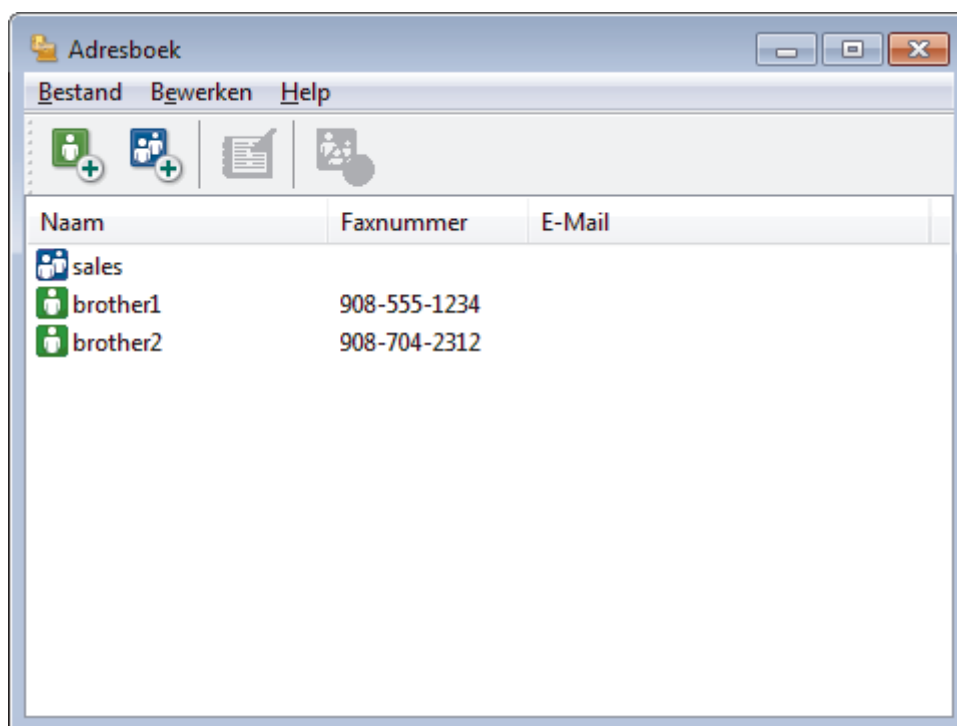 Adresboek
Bestand Bewerken Help
Naam Faxnummer E-Mail
sales
brother1 908-555-1234
brother2 908-704-2312